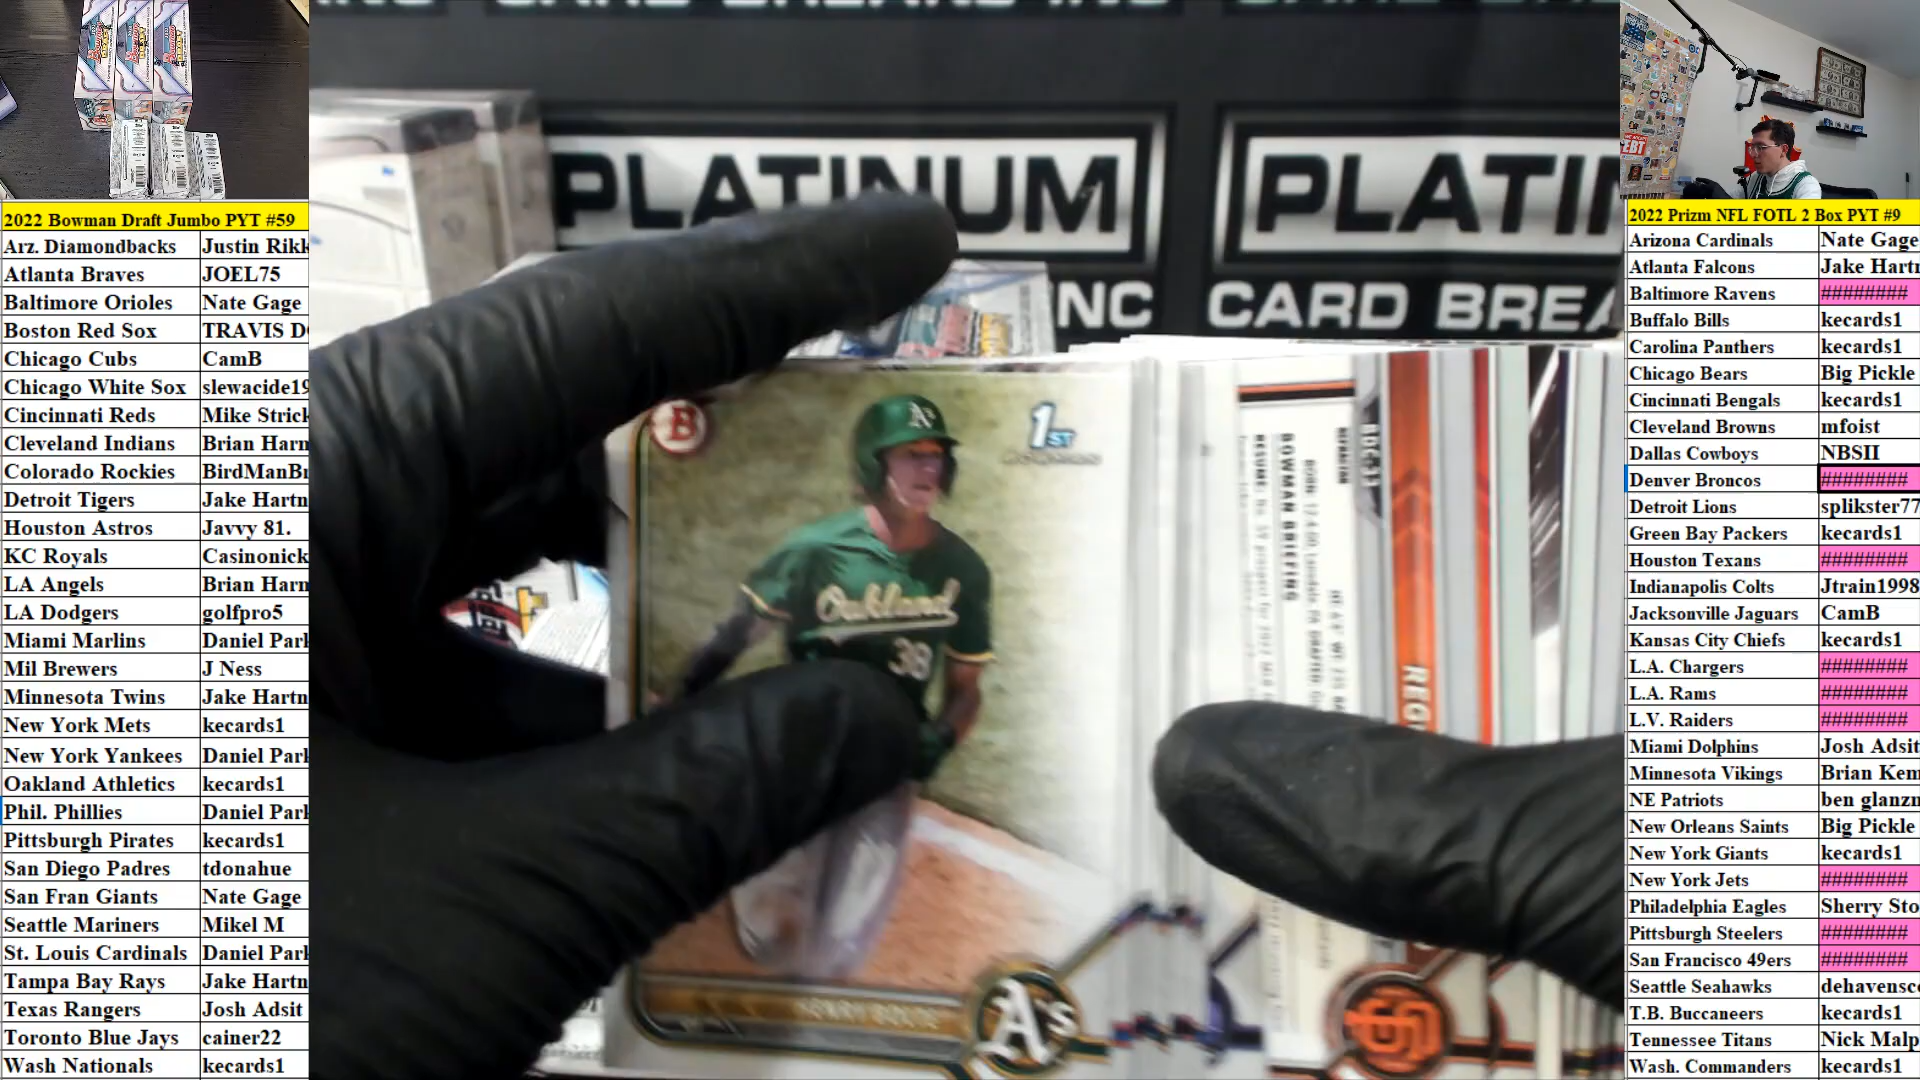 2022 Bowman Draft Jumbo PYT #59
Arz. Diamondbacks Justin Rikk
Atlanta Braves JOEL75
Baltimore Orioles Nate Gage
Boston Red Sox TRAVIS D
Chicago Cubs CamB
Chicago White Sox slewacide19
Cincinnati Reds Mike Strick
Cleveland Indians Brian Harn
Colorado Rockies BirdManBr
Detroit Tigers Jake Hartn
Houston Astros Javvy 81.
KC Royals Casinonick
LA Angels Brian Harn
LA Dodgers golfpro5
Miami Marlins Daniel Park
Mil Brewers J Ness
Minnesota Twins Jake Hartn
New York Mets kecards1
New York Yankees Daniel Park
Oakland Athletics kecards1
Phil. Phillies Daniel Park
Pittsburgh Pirates kecards1
San Diego Padres tdonahue
San Fran Giants Nate Gage
Seattle Mariners Mikel M
St. Louis Cardinals Daniel Park
Tampa Bay Rays Jake Hartn
Texas Rangers Josh Adsit
Toronto Blue Jays cainer22
Wash Nationals kecards1
PLATINUM PLATI
INC CARD BREA
B
1ST
A's
Oakland
38
A's
BOWMAN BRIEFING
REG
SF
2022 Prizm NFL FOTL 2 Box PYT #9
Arizona Cardinals Nate Gage
Atlanta Falcons Jake Hartn
Baltimore Ravens ########
Buffalo Bills kecards1
Carolina Panthers kecards1
Chicago Bears Big Pickle
Cincinnati Bengals kecards1
Cleveland Browns mfoist
Dallas Cowboys NBSII
Denver Broncos ########
Detroit Lions splikster77
Green Bay Packers kecards1
Houston Texans ########
Indianapolis Colts Jtrain1998
Jacksonville Jaguars CamB
Kansas City Chiefs kecards1
L.A. Chargers ########
L.A. Rams ########
L.V. Raiders ########
Miami Dolphins Josh Adsit
Minnesota Vikings Brian Kem
NE Patriots ben glanzn
New Orleans Saints Big Pickle
New York Giants kecards1
New York Jets ########
Philadelphia Eagles Sherry Sto
Pittsburgh Steelers ########
San Francisco 49ers ########
Seattle Seahawks dehavensc
T.B. Buccaneers kecards1
Tennessee Titans Nick Malp
Wash. Commanders kecards1